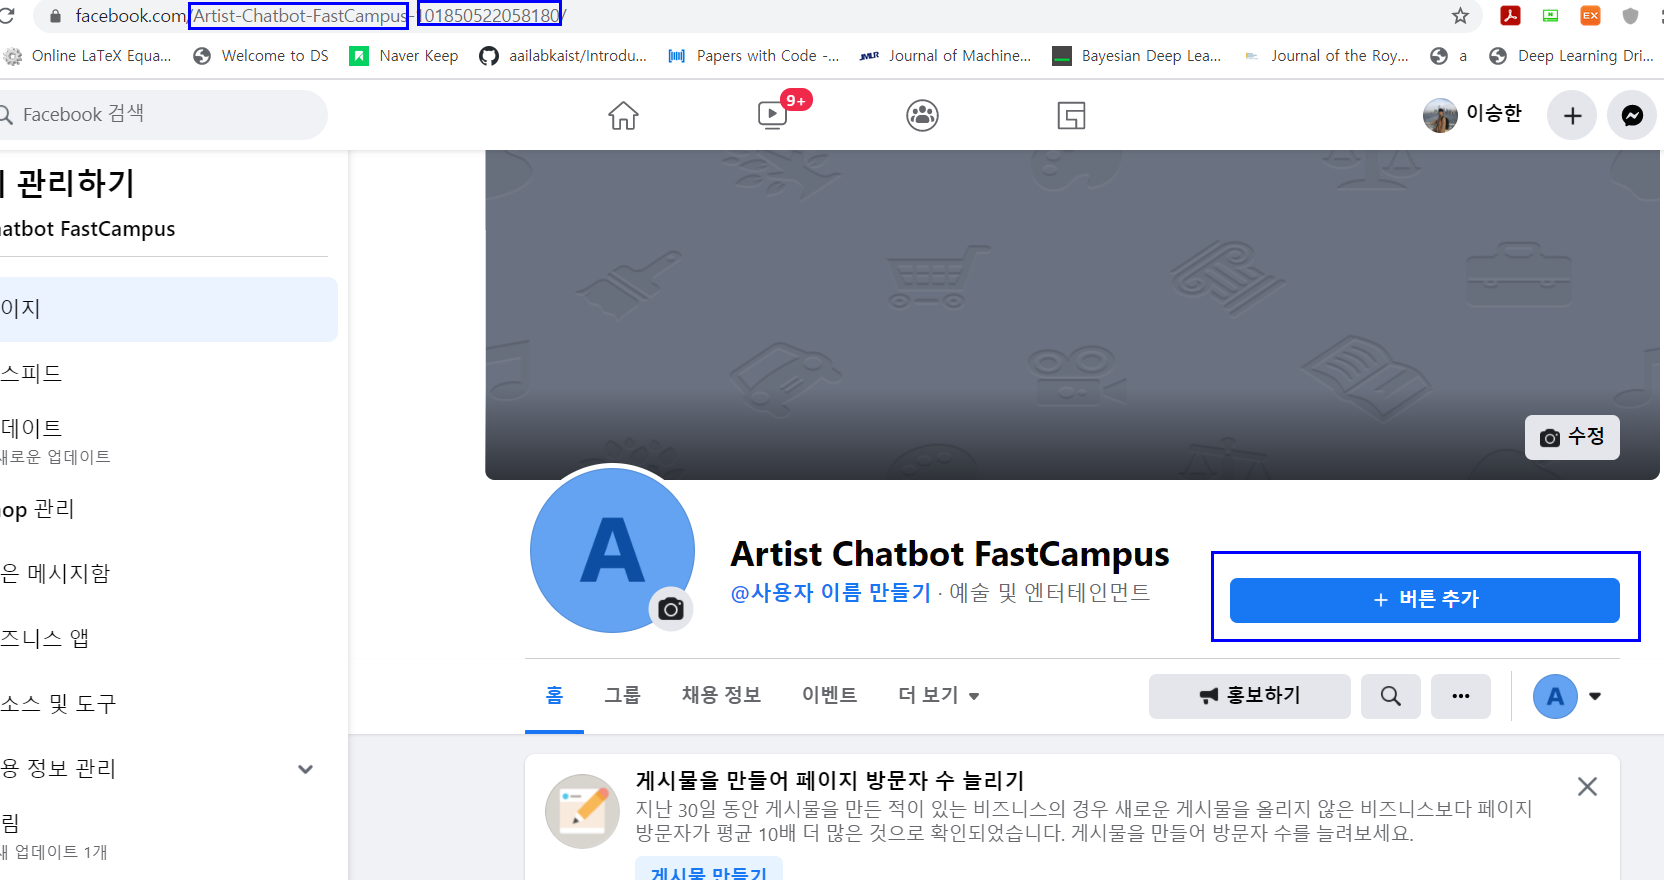 facebook.com/Artist-Chatbot-FastCampus-101850522058180/
Online LaTeX Equa... Welcome to DS Naver Keep aailabkaist/Introdu... Papers with Code -... JMLR Journal of Machine... Bayesian Deep Lea... Journal of the Roy... a Deep Learning Dri...
Facebook 검색
9+
이승한
관리하기
atbot FastCampus
이지
스피드
데이트
새로운 업데이트
op 관리
은 메시지함
즈니스 앱
소스 및 도구
용 정보 관리
림
새 업데이트 1개
수정
A
Artist Chatbot FastCampus
@사용자 이름 만들기 · 예술 및 엔터테인먼트
+ 버튼 추가
홈 그룹 채용 정보 이벤트 더 보기
홍보하기
A
게시물을 만들어 페이지 방문자 수 늘리기
지난 30일 동안 게시물을 만든 적이 있는 비즈니스의 경우 새로운 게시물을 올리지 않은 비즈니스보다 페이지
방문자가 평균 10배 더 많은 것으로 확인되었습니다. 게시물을 만들어 방문자 수를 늘려보세요.
게시물 만들기